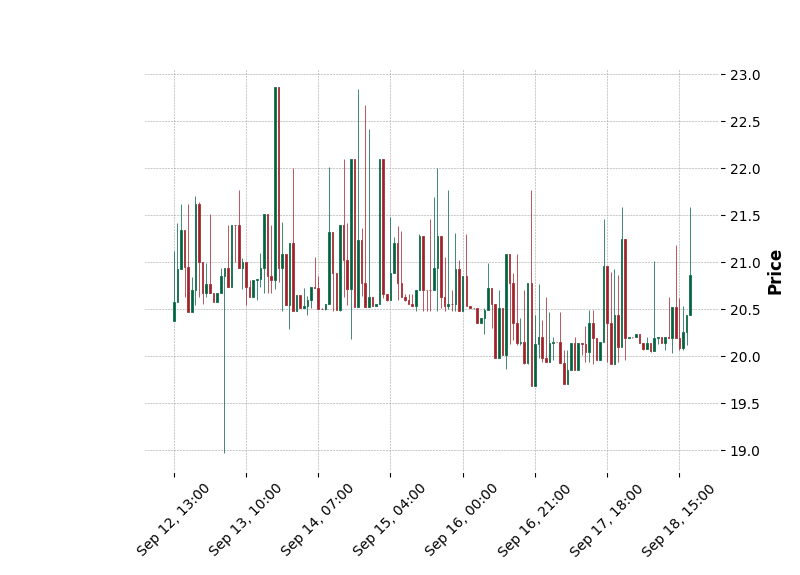 23.0
22.5
22.0
21.5
21.0
20.5
20.0
19.5
19.0
Price
Sep 12, 13:00
Sep 13, 10:00
Sep 14, 07:00
Sep 15, 04:00
Sep 16, 00:00
Sep 16, 21:00
Sep 17, 18:00
Sep 18, 15:00